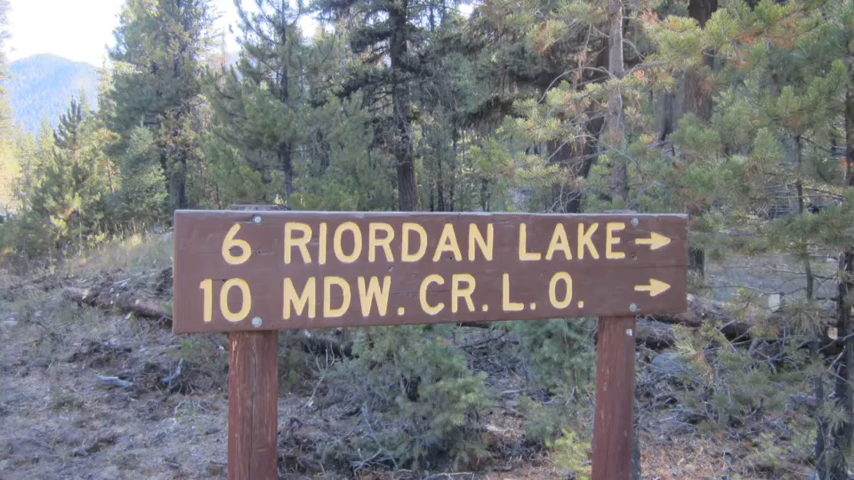 6 RIORDAN LAKE →
10 MDW. CR. L. O. →